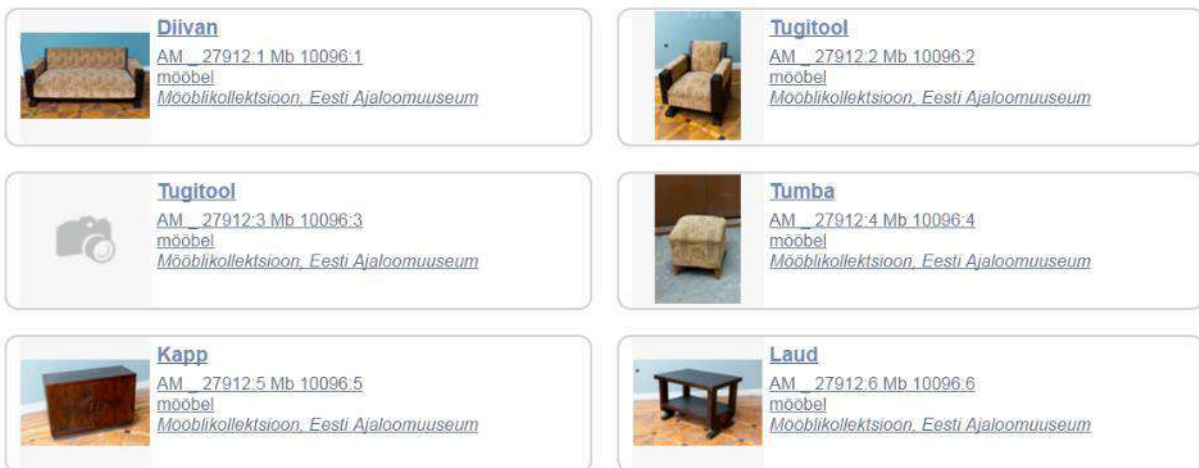 Diivan
AM _ 27912:1 Mb 10096:1
mööbel
Mööblikollektsioon, Eesti Ajaloomuuseum
Tugitool
AM _ 27912:2 Mb 10096:2
mööbel
Mööblikollektsioon, Eesti Ajaloomuuseum
Tugitool
AM _ 27912:3 Mb 10096:3
mööbel
Mööblikollektsioon, Eesti Ajaloomuuseum
Tumba
AM _ 27912:4 Mb 10096:4
mööbel
Mööblikollektsioon, Eesti Ajaloomuuseum
Kapp
AM _ 27912:5 Mb 10096:5
mööbel
Mööblikollektsioon, Eesti Ajaloomuuseum
Laud
AM _ 27912:6 Mb 10096:6
mööbel
Mööblikollektsioon, Eesti Ajaloomuuseum